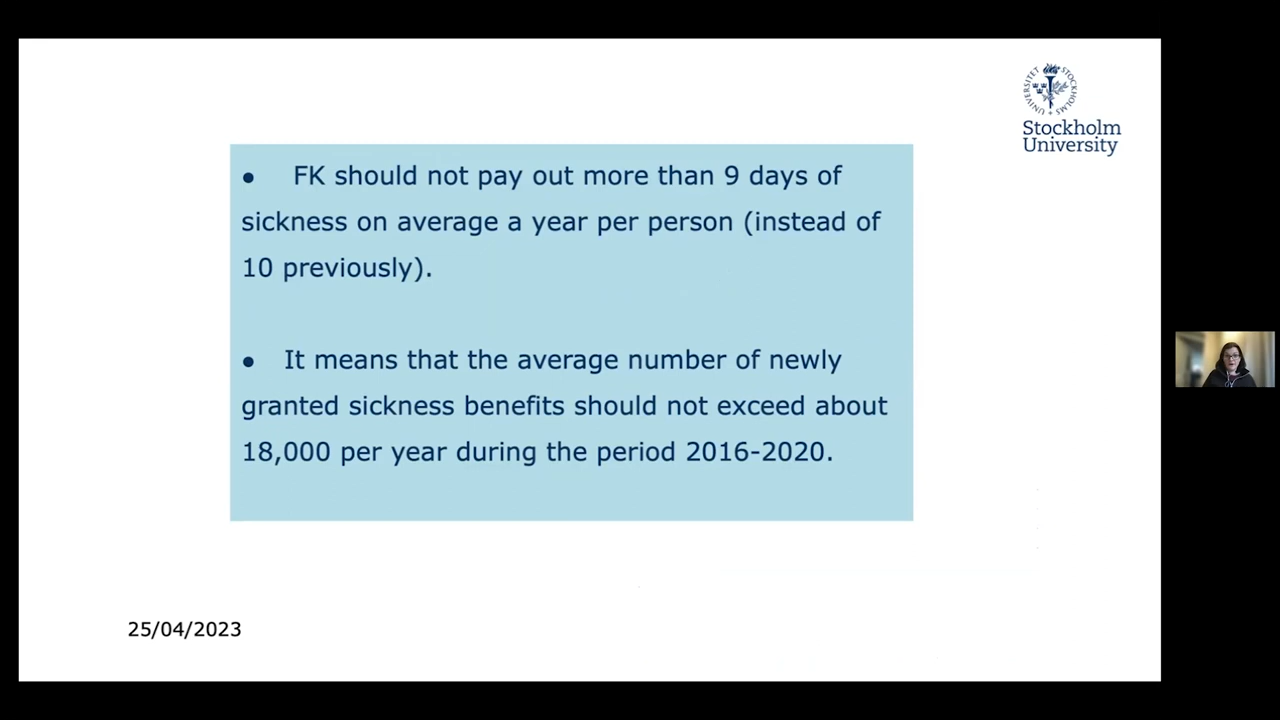 STOCKHOLMS UNIVERSITET
Stockholm
University
● FK should not pay out more than 9 days of
sickness on average a year per person (instead of
10 previously).
● It means that the average number of newly
granted sickness benefits should not exceed about
18,000 per year during the period 2016-2020.
25/04/2023